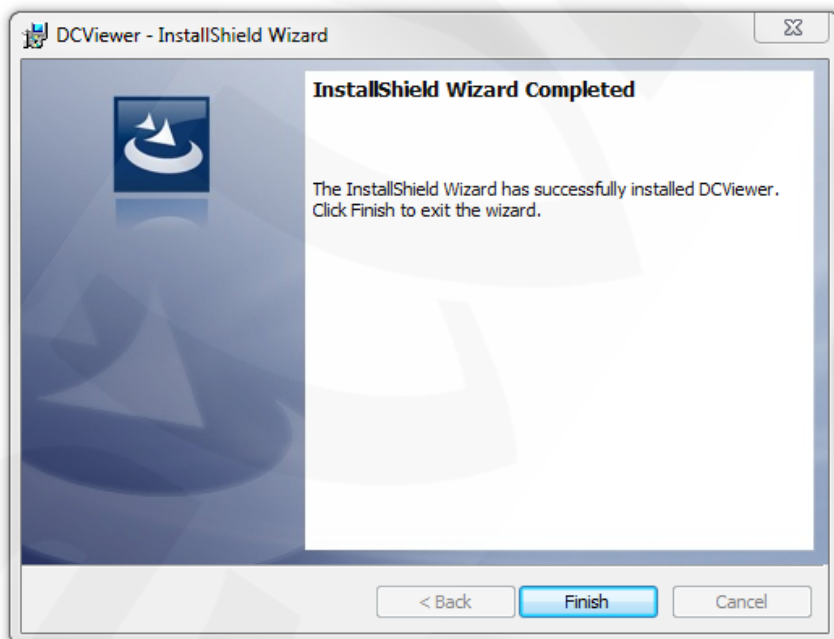 DCViewer - InstallShield Wizard
InstallShield Wizard Completed
The InstallShield Wizard has successfully installed DCViewer.
Click Finish to exit the wizard.
< Back
Finish
Cancel